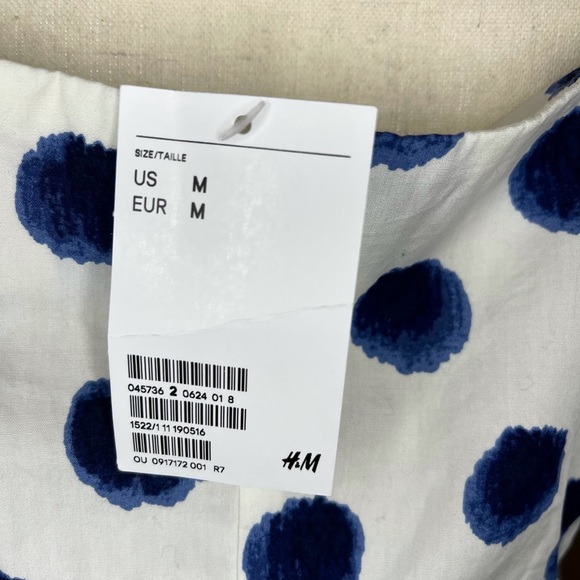 SIZE/TAILLE
US M
EUR M
045736 2 0624 01 8
1522/1 11 190516
OU 0917172 001 R7
H&M